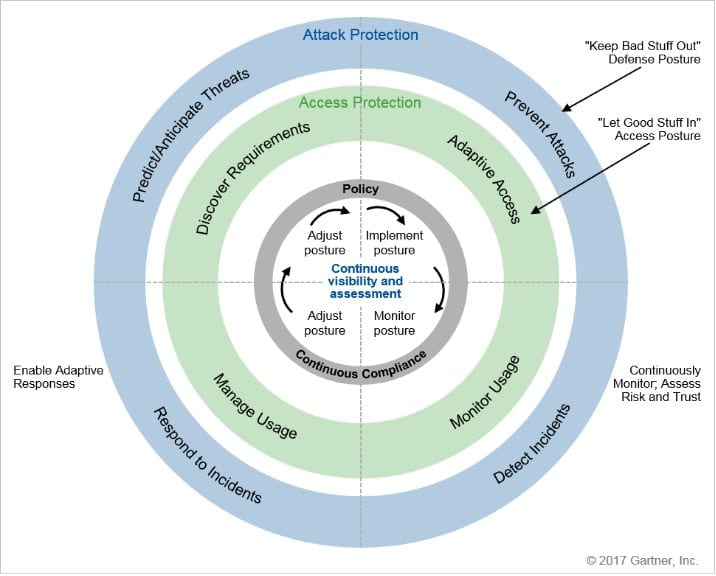 Attack Protection
"Keep Bad Stuff Out"
Defense Posture
Predict/Anticipate Threats
Prevent Attacks
Access Protection
"Let Good Stuff In"
Access Posture
Discover Requirements
Adaptive Access
Policy
Adjust
posture
Implement
posture
Continuous
visibility and
assessment
Adjust
posture
Monitor
posture
Continuous Compliance
Enable Adaptive
Responses
Continuously
Monitor; Assess
Risk and Trust
Manage Usage
Monitor Usage
Respond to Incidents
Detect Incidents
© 2017 Gartner, Inc.